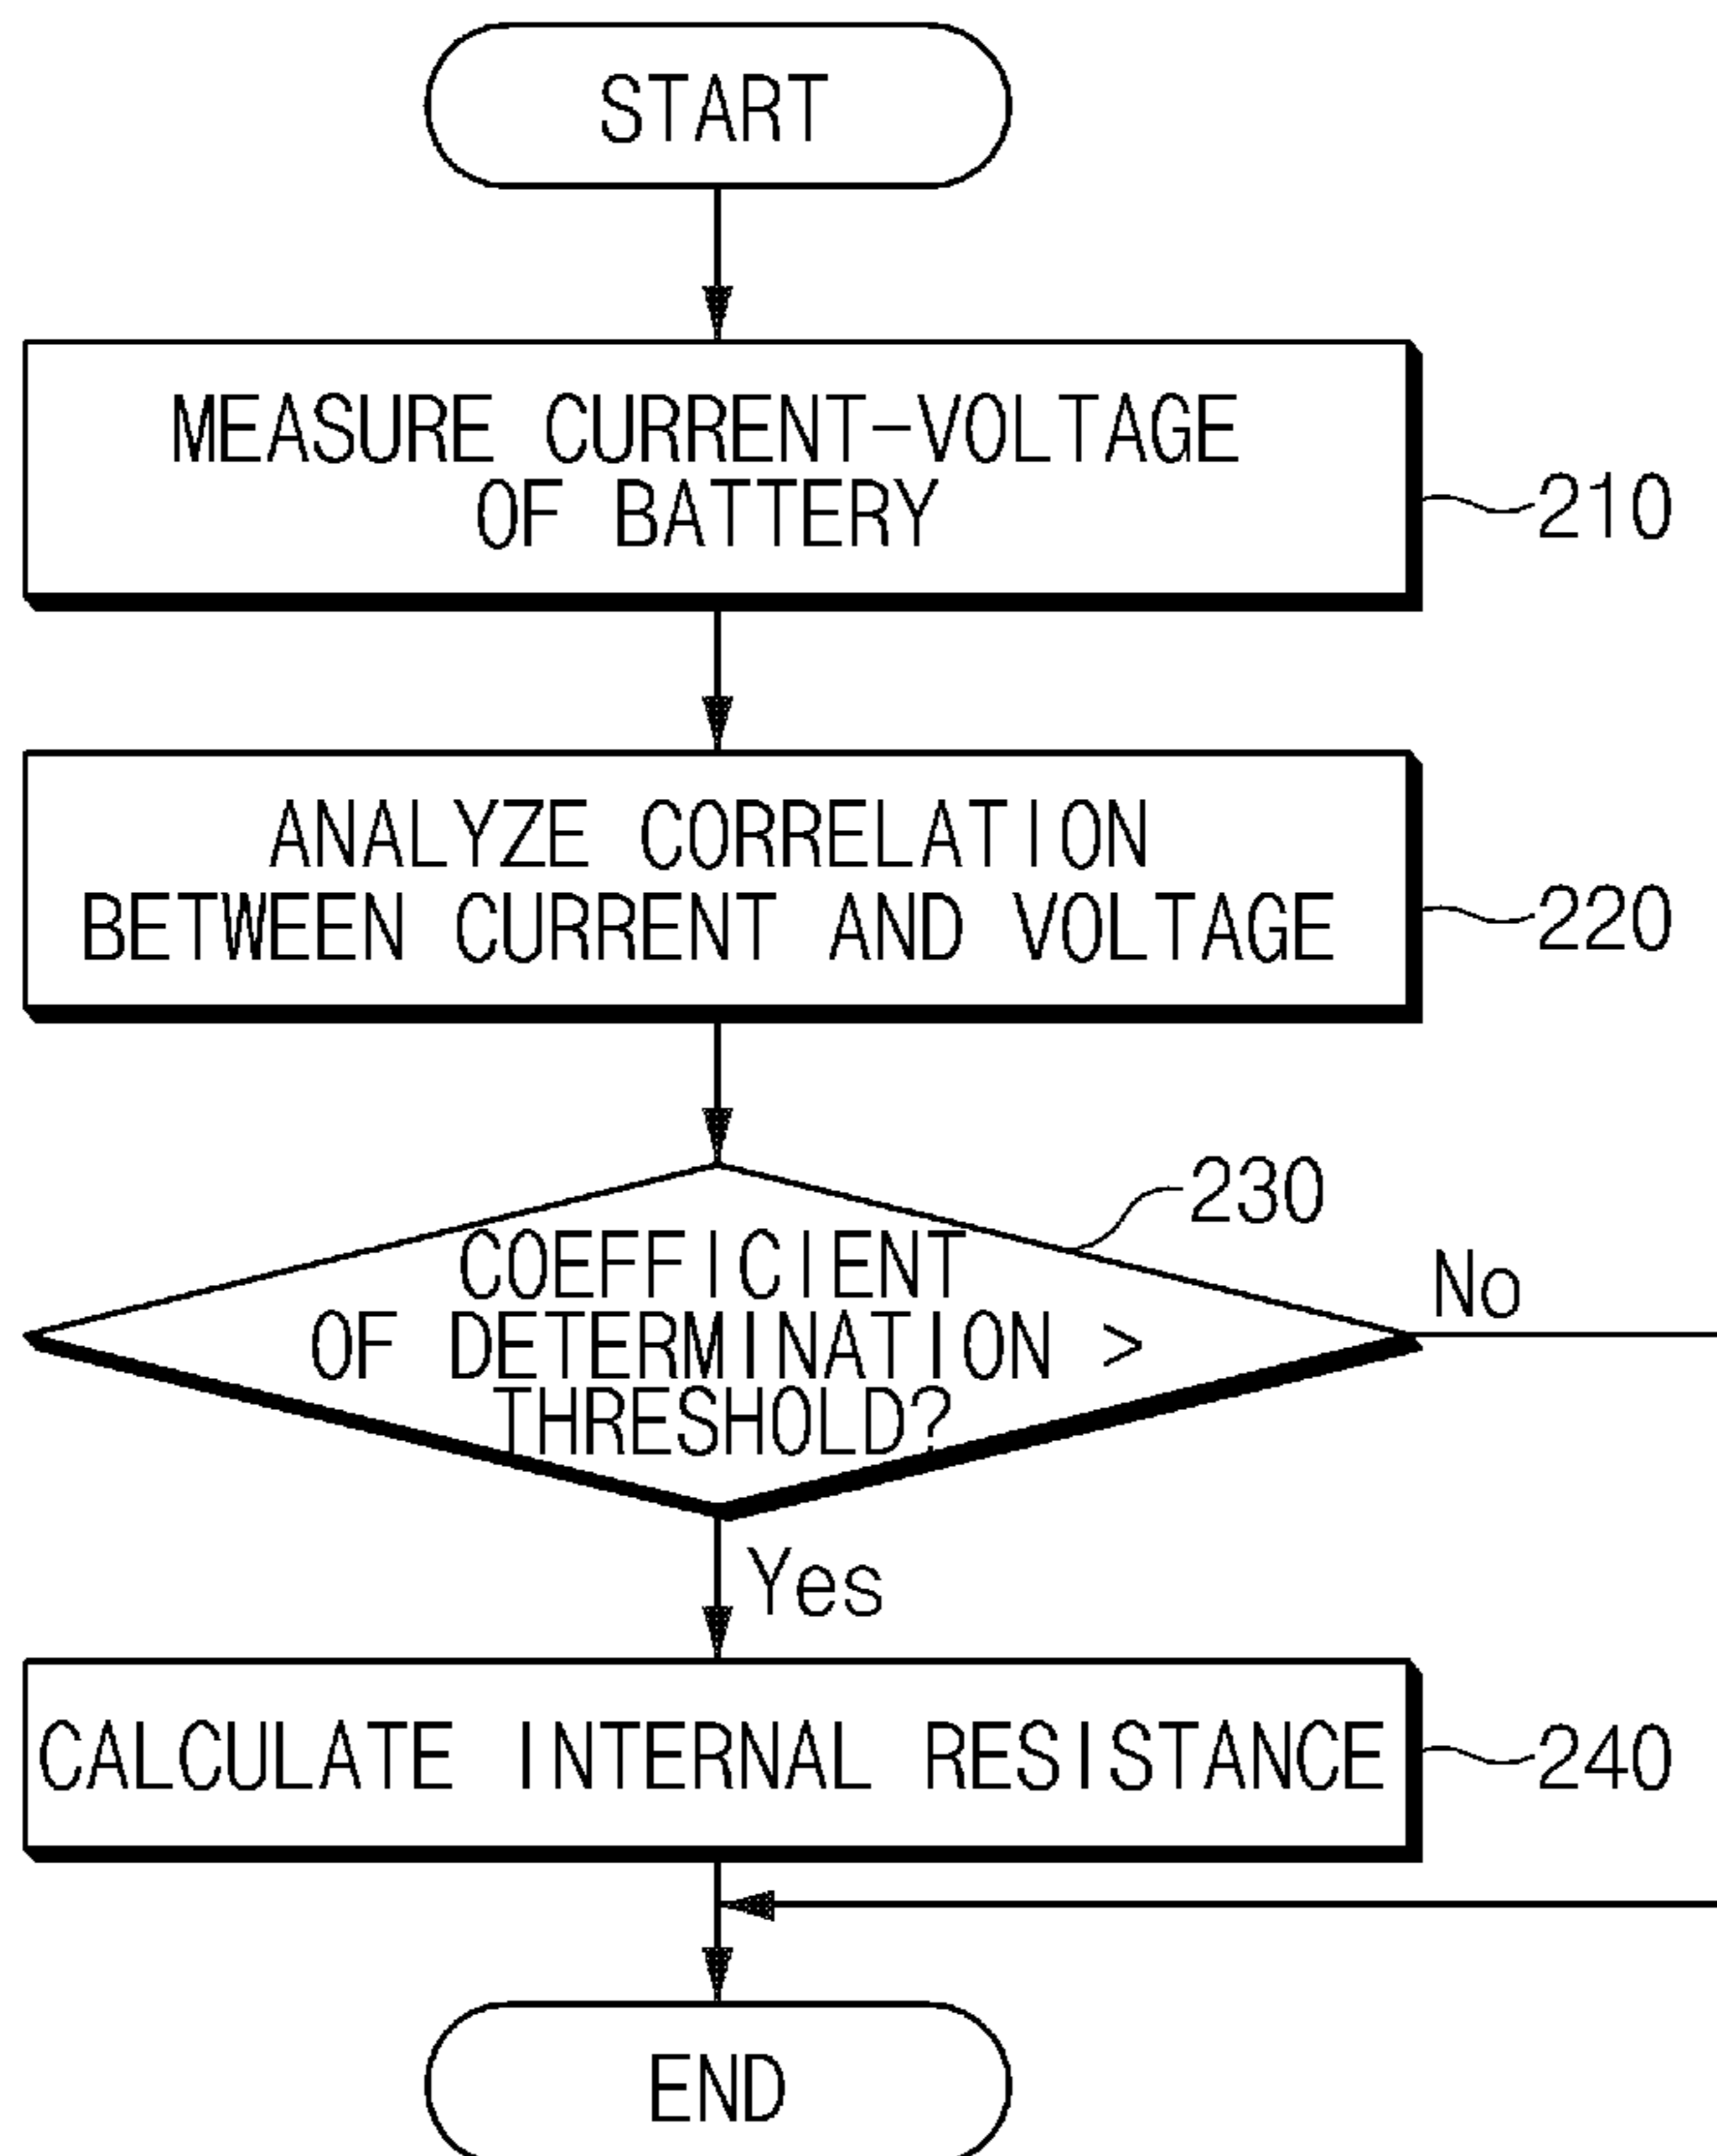 START
MEASURE CURRENT-VOLTAGE
OF BATTERY
210
ANALYZE CORRELATION
BETWEEN CURRENT AND VOLTAGE
220
230
COEFFICIENT
OF DETERMINATION >
THRESHOLD?
No
Yes
CALCULATE INTERNAL RESISTANCE
240
END